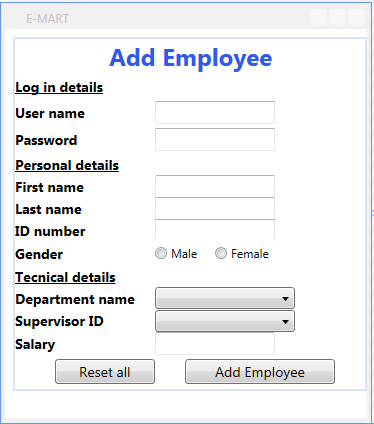 E-MART
Add Employee
Log in details
User name
Password
Personal details
First name
Last name
ID number
Gender Male Female
Tecnical details
Department name
Supervisor ID
Salary
Reset all Add Employee